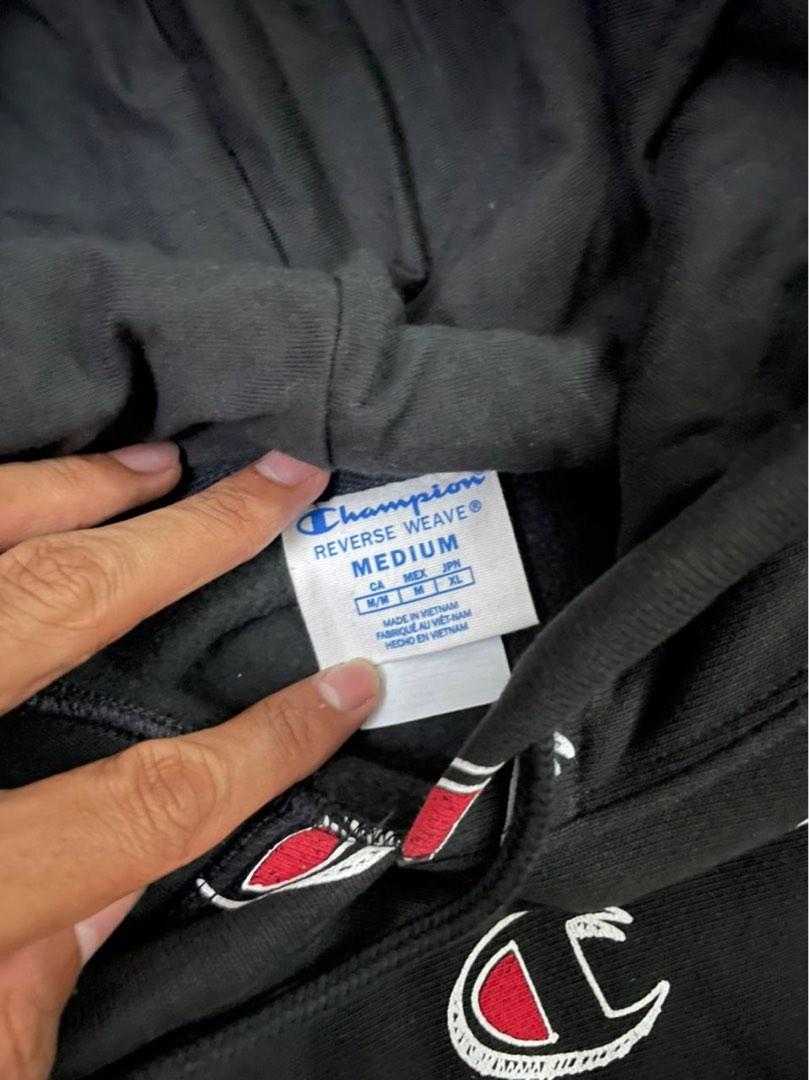 Champion
REVERSE WEAVE®
MEDIUM
CA MEX JPN
M/M M XL
MADE IN VIETNAM
FABRIQUÉ AU VIÊT-NAM
HECHO EN VIETNAM